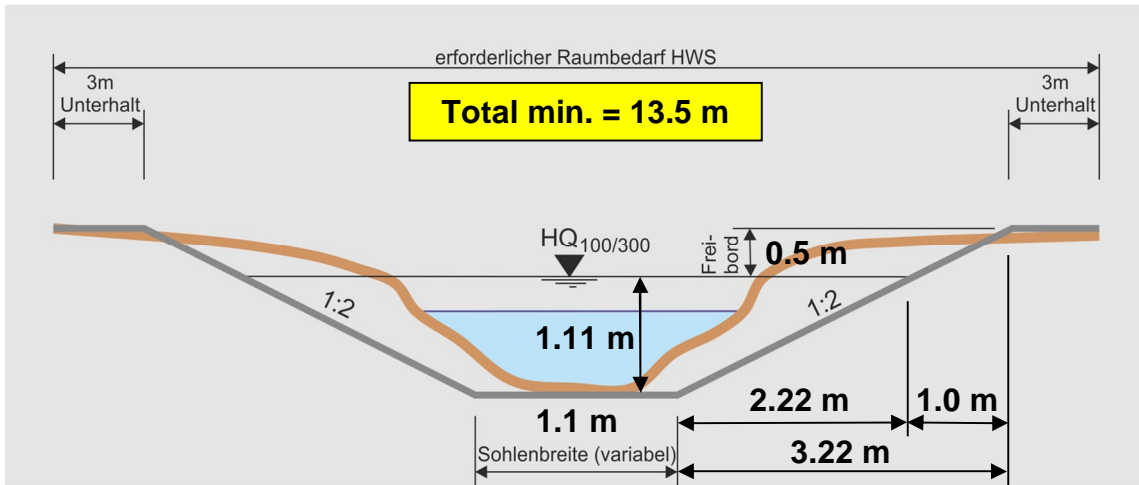 erforderlicher Raumbedarf HWS
3m
Unterhalt
3m
Unterhalt
Total min. = 13.5 m
HQ100/300
Frei-
bord
0.5 m
1:2
1:2
1.11 m
1.1 m
2.22 m
1.0 m
Sohlenbreite (variabel)
3.22 m